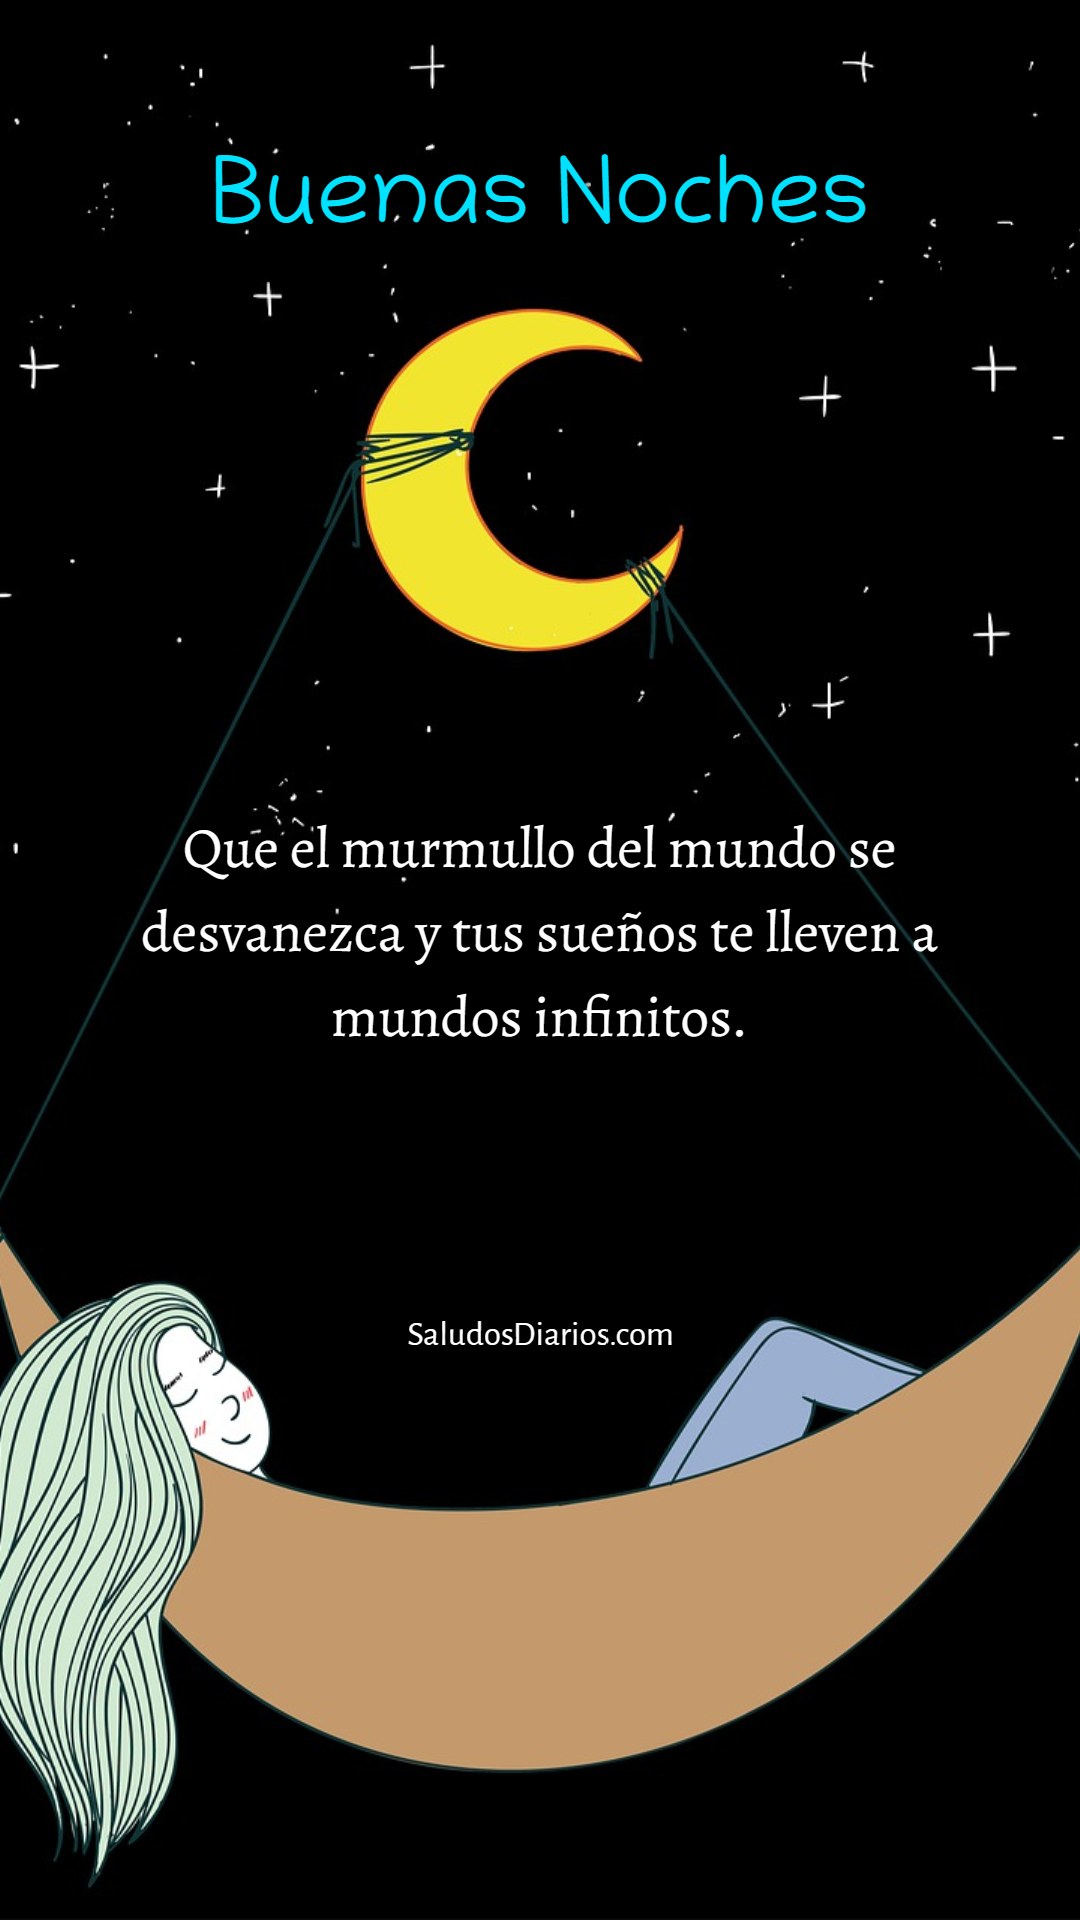 Buenas Noches
Que el murmullo del mundo se
desvanezca y tus sueños te lleven a
mundos infinitos.
SaludosDiarios.com